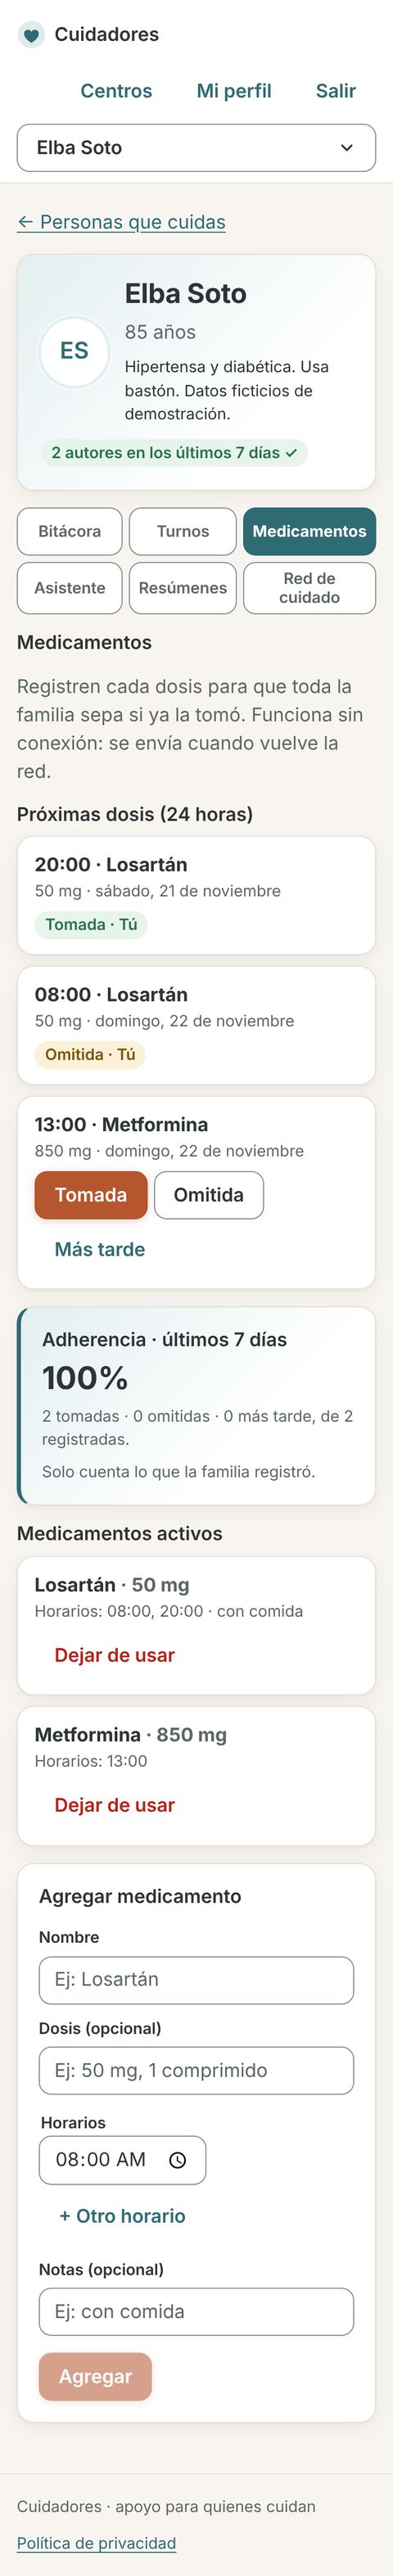 Cuidadores
Centros Mi perfil Salir
Elba Soto
← Personas que cuidas
ES
Elba Soto
85 años
Hipertensa y diabética. Usa
bastón. Datos ficticios de
demostración.
2 autores en los últimos 7 días ✓
Bitácora Turnos Medicamentos
Asistente Resúmenes Red de
cuidado
Medicamentos
Registren cada dosis para que toda la
familia sepa si ya la tomó. Funciona sin
conexión: se envía cuando vuelve la
red.
Próximas dosis (24 horas)
20:00 · Losartán
50 mg · sábado, 21 de noviembre
Tomada · Tú
08:00 · Losartán
50 mg · domingo, 22 de noviembre
Omitida · Tú
13:00 · Metformina
850 mg · domingo, 22 de noviembre
Tomada Omitida
Más tarde
Adherencia · últimos 7 días
100%
2 tomadas · 0 omitidas · 0 más tarde, de 2
registradas.
Solo cuenta lo que la familia registró.
Medicamentos activos
Losartán · 50 mg
Horarios: 08:00, 20:00 · con comida
Dejar de usar
Metformina · 850 mg
Horarios: 13:00
Dejar de usar
Agregar medicamento
Nombre
Ej: Losartán
Dosis (opcional)
Ej: 50 mg, 1 comprimido
Horarios
08:00 AM
+ Otro horario
Notas (opcional)
Ej: con comida
Agregar
Cuidadores · apoyo para quienes cuidan
Política de privacidad